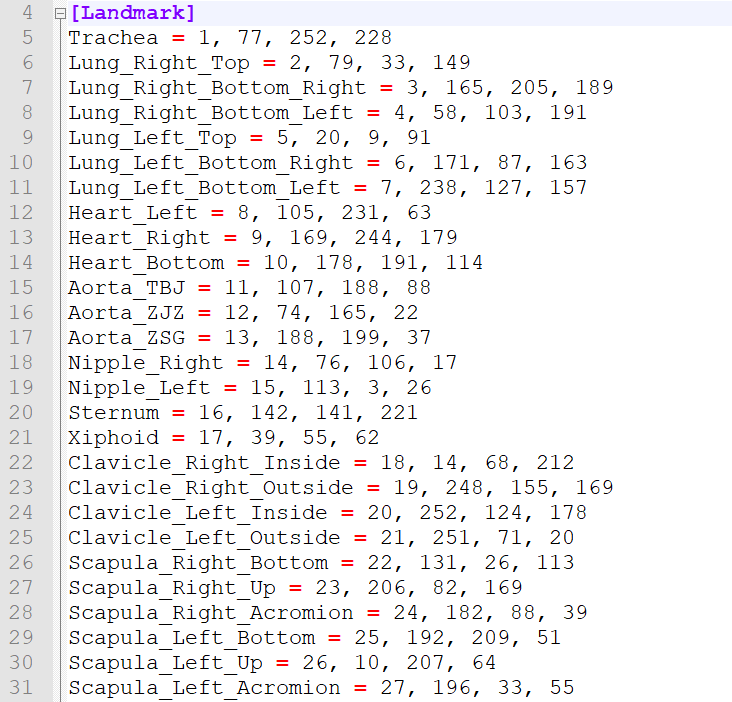 4 [Landmark]
5 Trachea = 1, 77, 252, 228
6 Lung_Right_Top = 2, 79, 33, 149
7 Lung_Right_Bottom_Right = 3, 165, 205, 189
8 Lung_Right_Bottom_Left = 4, 58, 103, 191
9 Lung_Left_Top = 5, 20, 9, 91
10 Lung_Left_Bottom_Right = 6, 171, 87, 163
11 Lung_Left_Bottom_Left = 7, 238, 127, 157
12 Heart_Left = 8, 105, 231, 63
13 Heart_Right = 9, 169, 244, 179
14 Heart_Bottom = 10, 178, 191, 114
15 Aorta_TBJ = 11, 107, 188, 88
16 Aorta_ZJZ = 12, 74, 165, 22
17 Aorta_ZSG = 13, 188, 199, 37
18 Nipple_Right = 14, 76, 106, 17
19 Nipple_Left = 15, 113, 3, 26
20 Sternum = 16, 142, 141, 221
21 Xiphoid = 17, 39, 55, 62
22 Clavicle_Right_Inside = 18, 14, 68, 212
23 Clavicle_Right_Outside = 19, 248, 155, 169
24 Clavicle_Left_Inside = 20, 252, 124, 178
25 Clavicle_Left_Outside = 21, 251, 71, 20
26 Scapula_Right_Bottom = 22, 131, 26, 113
27 Scapula_Right_Up = 23, 206, 82, 169
28 Scapula_Right_Acromion = 24, 182, 88, 39
29 Scapula_Left_Bottom = 25, 192, 209, 51
30 Scapula_Left_Up = 26, 10, 207, 64
31 Scapula_Left_Acromion = 27, 196, 33, 55